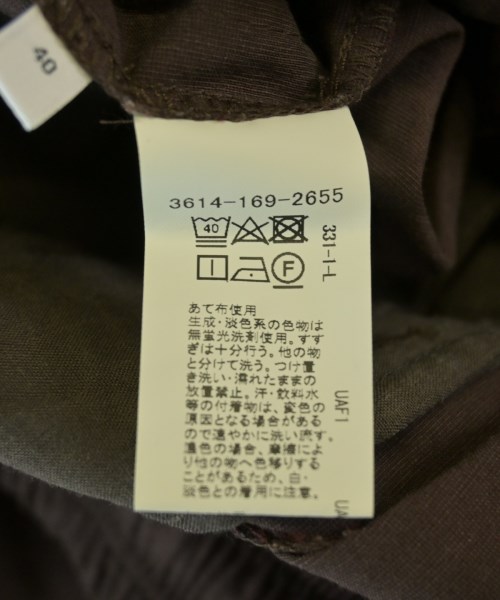 40
3614-169-2655
40
F
331-1-L
あて布使用
生成・淡色系の色物は
無蛍光洗剤使用。すす
ぎは十分行う。他の物
と分けて洗う。つけ置
き洗い・濡れたままの
放置禁止。汗・飲料水
等の付着物は、変色の
原因となる場合がある
ので速やかに洗い流す。
濃色の場合、摩擦によ
り他の物へ色移りする
ことがあるため、白・
淡色との着用に注意。
UAF1
UA